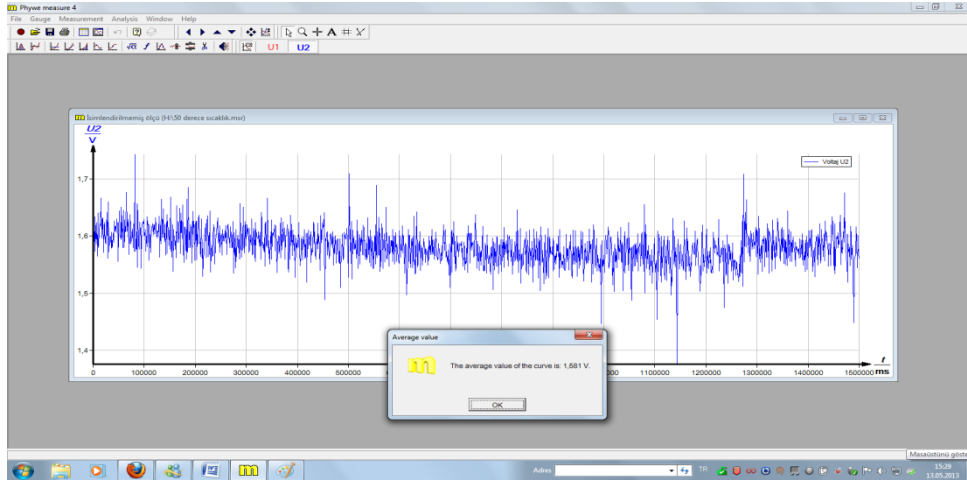 Phywe measure 4
File Gauge Measurement Analysis Window Help
U1 U2
İsimlendirilmemiş ölçü (H:\50 derece sıcaklık.msr)
U2
V
Voltaj U2
1,7
1,6
1,5
1,4
0 100000 200000 300000 400000 500000 000 1100000 1200000 1300000 1400000 1500000
t
ms
Average value
The average value of the curve is: 1,581 V.
OK
Masaüstünü göste
Adres TR 15:29
13.05.2013